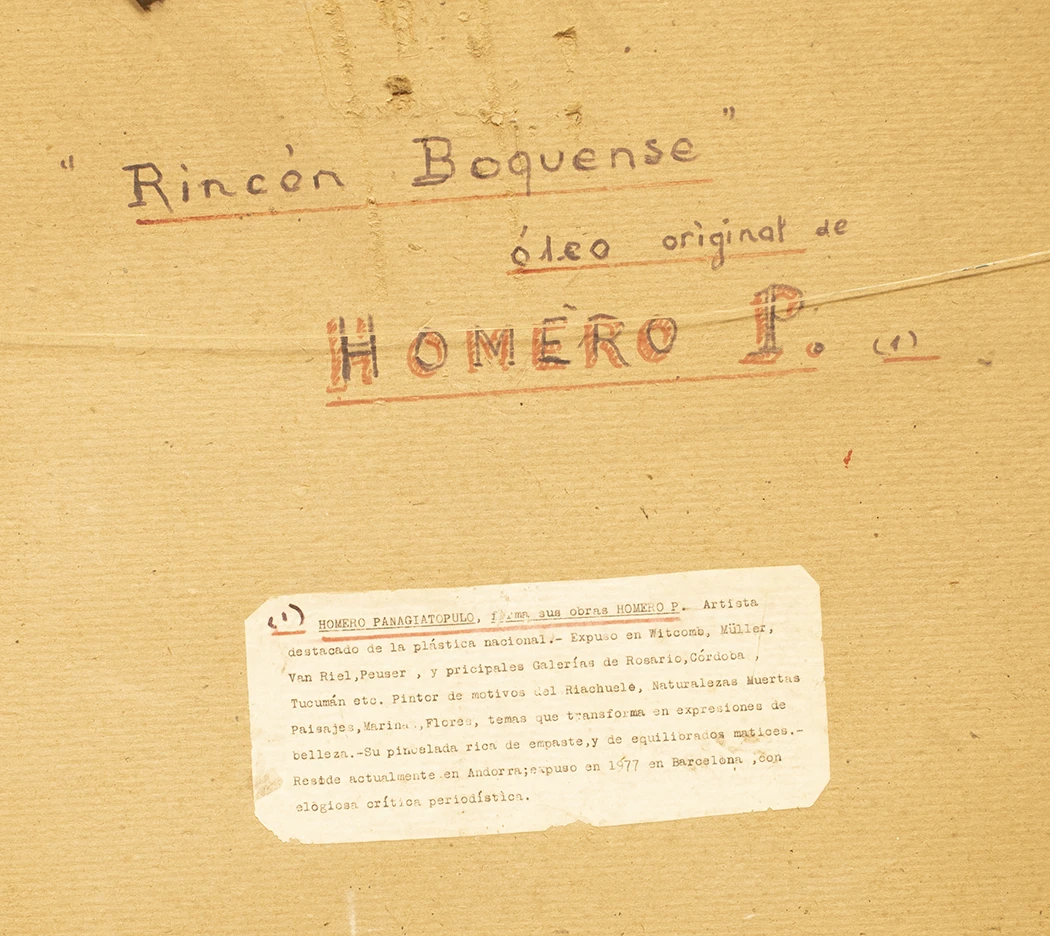 " Rincón Boquense "
óleo original de
HOMERO P. (1)
(1) HOMERO PANAGIATOPULO, firma sus obras HOMERO P. Artista
destacado de la plástica nacional.- Expuso en Witcomb, Müller,
Van Riel,Peuser , y pricipales Galerías de Rosario,Córdoba ,
Tucumán etc. Pintor de motivos del Riachuelo, Naturalezas Muertas
Paisajes,Marinas,Flores, temas que transforma en expresiones de
belleza.-Su pincelada rica de empaste,y de equilibrados matices.-
Reside actualmente en Andorra;expuso en 1977 en Barcelona ,con
elògiosa crítica periodística.